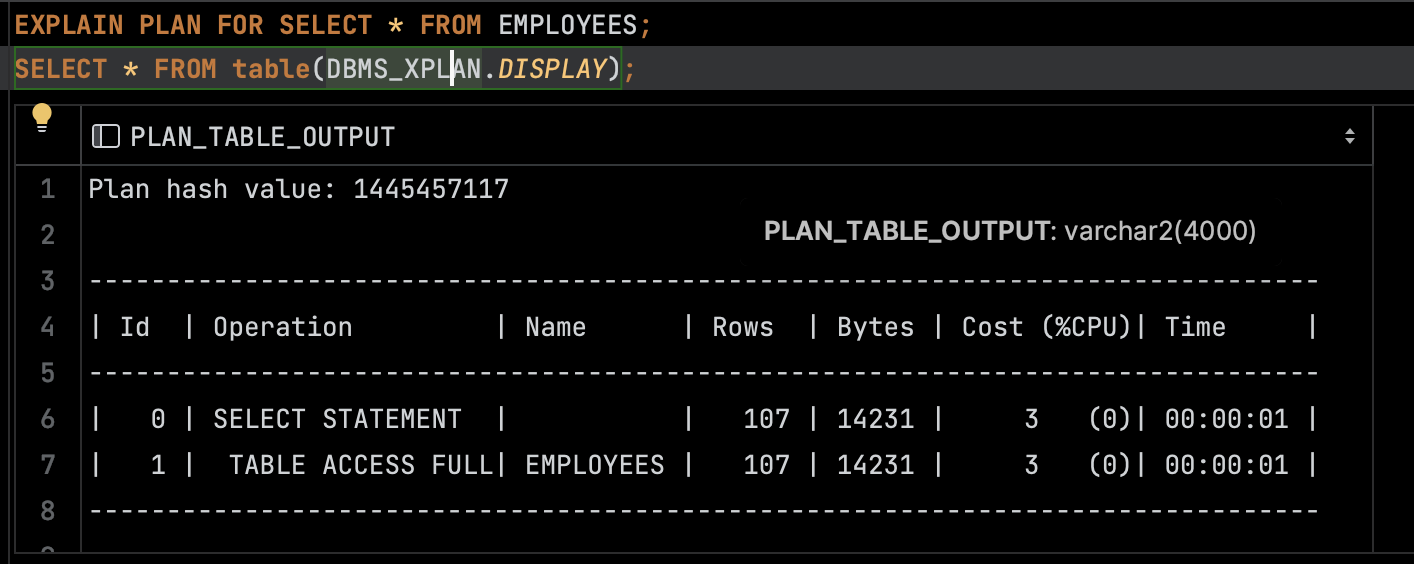 EXPLAIN PLAN FOR SELECT * FROM EMPLOYEES;
SELECT * FROM table(DBMS_XPLAN.DISPLAY);
PLAN_TABLE_OUTPUT
1 Plan hash value: 1445457117
2
PLAN_TABLE_OUTPUT: varchar2(4000)
3 -------------------------------------------------------------------------------
4 | Id  | Operation         | Name      | Rows  | Bytes | Cost (%CPU)| Time     |
5 -------------------------------------------------------------------------------
6 |   0 | SELECT STATEMENT  |           |   107 | 14231 |     3   (0)| 00:00:01 |
7 |   1 |  TABLE ACCESS FULL| EMPLOYEES |   107 | 14231 |     3   (0)| 00:00:01 |
8 -------------------------------------------------------------------------------